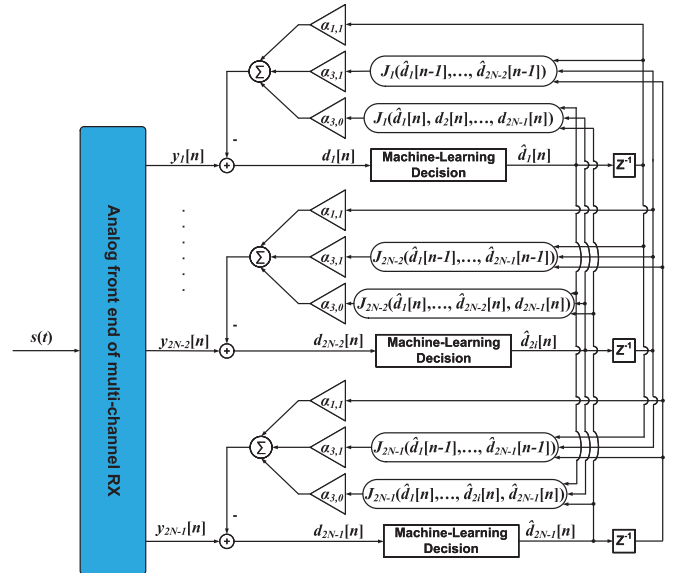 α1,1
Σ
α3,1
J1(d̂1[n-1],..., d̂2N-2[n-1])
α3,0
J1(d̂1[n], d2[n],..., d2N-1[n])
-
y1[n]
+
d1[n]
Machine-Learning
Decision
d̂1[n]
Z-1
Analog front end of multi-channel RX
α1,1
Σ
α3,1
J2N-2(d̂1[n-1],..., d̂2N-1[n-1])
α3,0
J2N-2(d̂1[n],..., d̂2N-2[n], d2N-1[n])
-
s(t)
y2N-2[n]
+
d2N-2[n]
Machine-Learning
Decision
d̂2i[n]
Z-1
α1,1
Σ
α3,1
J2N-1(d̂1[n-1],..., d̂2N-1[n-1])
α3,0
J2N-1(d̂1[n],..., d̂2i[n], d̂2N-1[n])
-
y2N-1[n]
+
d2N-1[n]
Machine-Learning
Decision
d̂2N-1[n]
Z-1